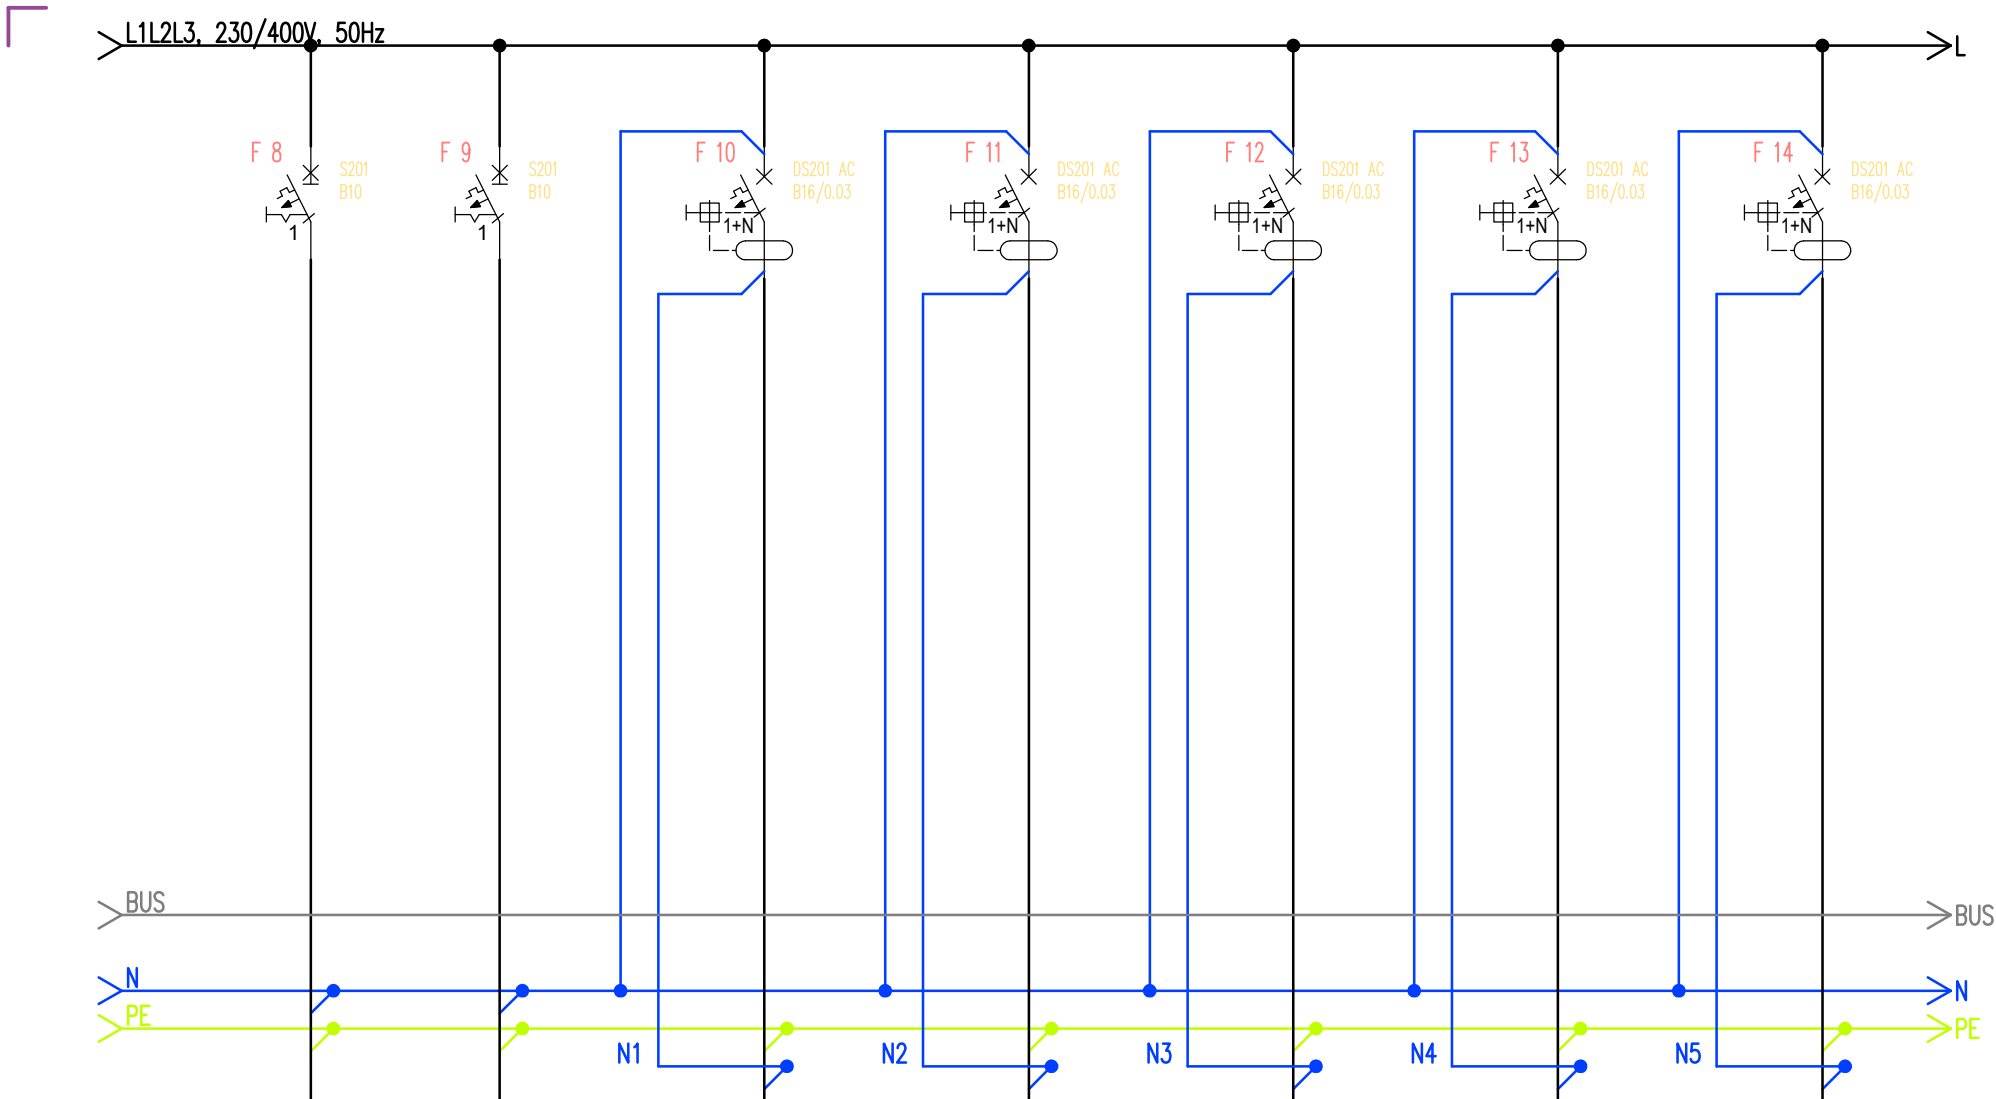 L1L2L3, 230/400V, 50Hz
L
F 8
S201
B10
1
F 9
S201
B10
1
F 10
DS201 AC
B16/0.03
1+N
F 11
DS201 AC
B16/0.03
1+N
F 12
DS201 AC
B16/0.03
1+N
F 13
DS201 AC
B16/0.03
1+N
F 14
DS201 AC
B16/0.03
1+N
BUS
BUS
N
N
PE
PE
N1
N2
N3
N4
N5